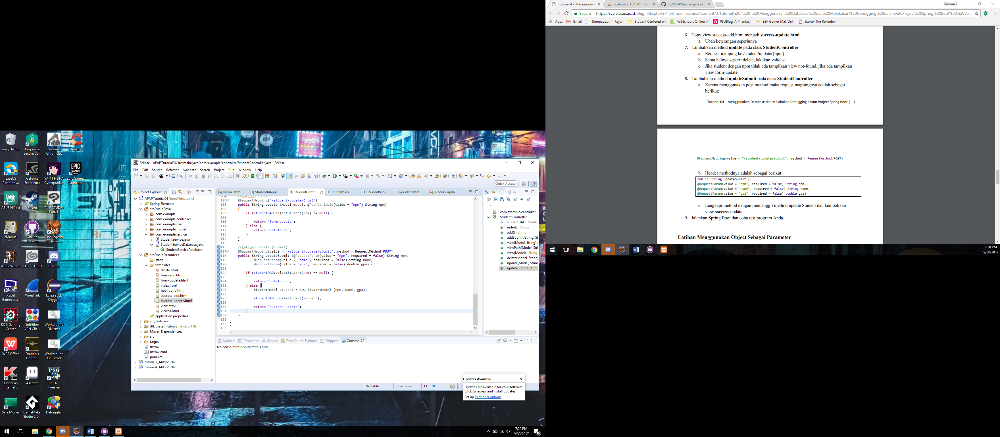 Recycle Bin
Kaspersky Secure Co...
Valkyria Chronicles
CCleaner
EaseUS Partition ...
GeForce Experience
VA-11 Hall-A Cyberpunk...
Epic Games Launcher
ASUS HiPost
Steam
CLIP STUDIO PAINT
eManual
GitHub Desktop
The Legend of Heroes...
AudioWizard
CLIP STUDIO
Discord
XSplit Gamecaster
Wireshark
Eclipse JEE Oxygen
ROG Gaming Center
SoftEther VPN Clie...
Workaround ON.cmd
WPS Office
Dragon's Dogm...
Workaround OFF.cmd
Kaspersky Internet...
Aseprite
PSO2 Tweaker
Safe Money
GameMaker Studio 2 D...
Defraggler
Eclipse - APAPTutorial04/src/main/java/com/example/controller/StudentController.java - Eclipse
File Edit Source Refactor Navigate Search Project Run Window Help
Quick Access
Project Explorer
APAPTutorial04 [boot] [devtools]
Spring Elements
src/main/java
com.example
com.example.controller
com.example.dao
com.example.model
com.example.service
StudentService.java
StudentServiceDatabase.java
StudentServiceDatabase
src/main/resources
static
templates
delete.html
form-add.html
form-update.html
index.html
not-found.html
success-add.html
success-update.html
view.html
viewall.html
application.properties
src/test/java
JRE System Library [JavaSE-1.8]
Maven Dependencies
src
target
mvnw
mvnw.cmd
pom.xml
tutorial3_1406623202
tutorial4_1406623202
viewall.html StudentMappe... StudentContr... StudentServi... StudentServi... delete.html success-upda...
104 //Latihan update
105 @RequestMapping("/student/update/{npm}")
106 public String update (Model model, @PathVariable(value = "npm") String npm)
107 {
108 if (studentDAO.selectStudent(npm) != null) {
109
110 return "form-update";
111 } else {
112 return "not-found";
113 }
114 }
115
116 //Latihan update (submit)
117 @RequestMapping(value = "/student/update/submit", method = RequestMethod.POST)
118 public String updateSubmit (@RequestParam(value = "npm", required = false) String npm,
119 @RequestParam(value = "name", required = false) String name,
120 @RequestParam(value = "gpa", required = false) double gpa) {
121
122 if (studentDAO.selectStudent(npm) == null) {
123
124 return "not-found";
125 } else {
126 StudentModel student = new StudentModel (npm, name, gpa);
127
128 studentDAO.updateStudent(student);
129
130 return "success-update";
131 }
132 }
133
134 }
135
Ou... Ta...
com.example.controller
StudentController
studentDAO : Studer
index() : String
add() : String
addSubmit(String, St
view(Model, String) :
viewPath(Model, Stri
view(Model) : String
delete(Model, String
update(Model, String
updateSubmit(String
Markers Properties Servers Data Source Explorer Snippets Console
No consoles to display at this time.
Writable Smart Insert 131 : 10
Updates Available x
Updates are available for your software.
Click to review and install updates.
Set up Reminder options
7:20 PM
9/30/2017
16
Tutorial 4 - Menggunaka
localhost / 127.0.0.1 / stu
b8/RSVPMapper.java at
Saraswati
Secure https://scele.cs.ui.ac.id/pluginfile.php/27454/mod_resource/content/3/Tutorial%204%20-%20Menggunakan%20Database%20dan%20Melakukan%20Debugging%20dalam%20Project%20Spring%20Boot%20%28Ve...
Apps Gmail Kompas.com - Rayak Student Centered e-L W3Schools Online W PSUBlog: A Phantasy SEA Gamer Mall Onli (Lore): The Rekenber
6. Copy view success-add.html menjadi success-update.html.
a. Ubah keterangan seperlunya
7. Tambahkan method update pada class StudentController
a. Request mapping ke /student/update/{npm}
b. Sama halnya seperti delete, lakukan validasi.
c. Jika student dengan npm tidak ada tampilkan view not-found, jika ada tampilkan
view form-update
8. Tambahkan method updateSubmit pada class StudentController
a. Karena menggunakan post method maka request mappingnya adalah sebagai
berikut:
Tutorial 04 – Menggunakan Database dan Melakukan Debugging dalam Project Spring Boot | 7
@RequestMapping(value = "/student/update/submit", method = RequestMethod.POST)
b. Header methodnya adalah sebagai berikut:
public String updateSubmit (
@RequestParam(value = "npm", required = false) String npm,
@RequestParam(value = "name", required = false) String name,
@RequestParam(value = "gpa", required = false) double gpa)
c. Lengkapi method dengan memanggil method update Student dan kembalikan
view success-update
9. Jalankan Spring Boot dan coba test program Anda.
Latihan Menggunakan Object Sebagai Parameter
7:20 PM
9/30/2017